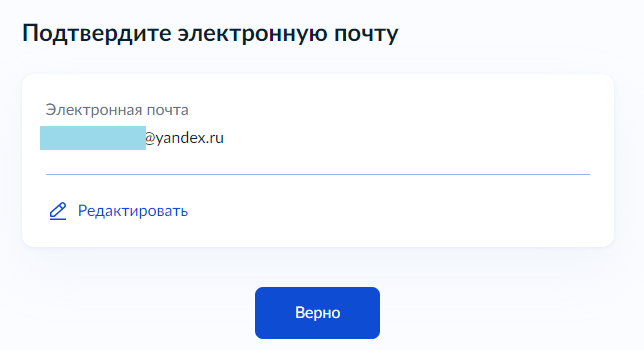 Подтвердите электронную почту
Электронная почта
@yandex.ru
Редактировать
Верно